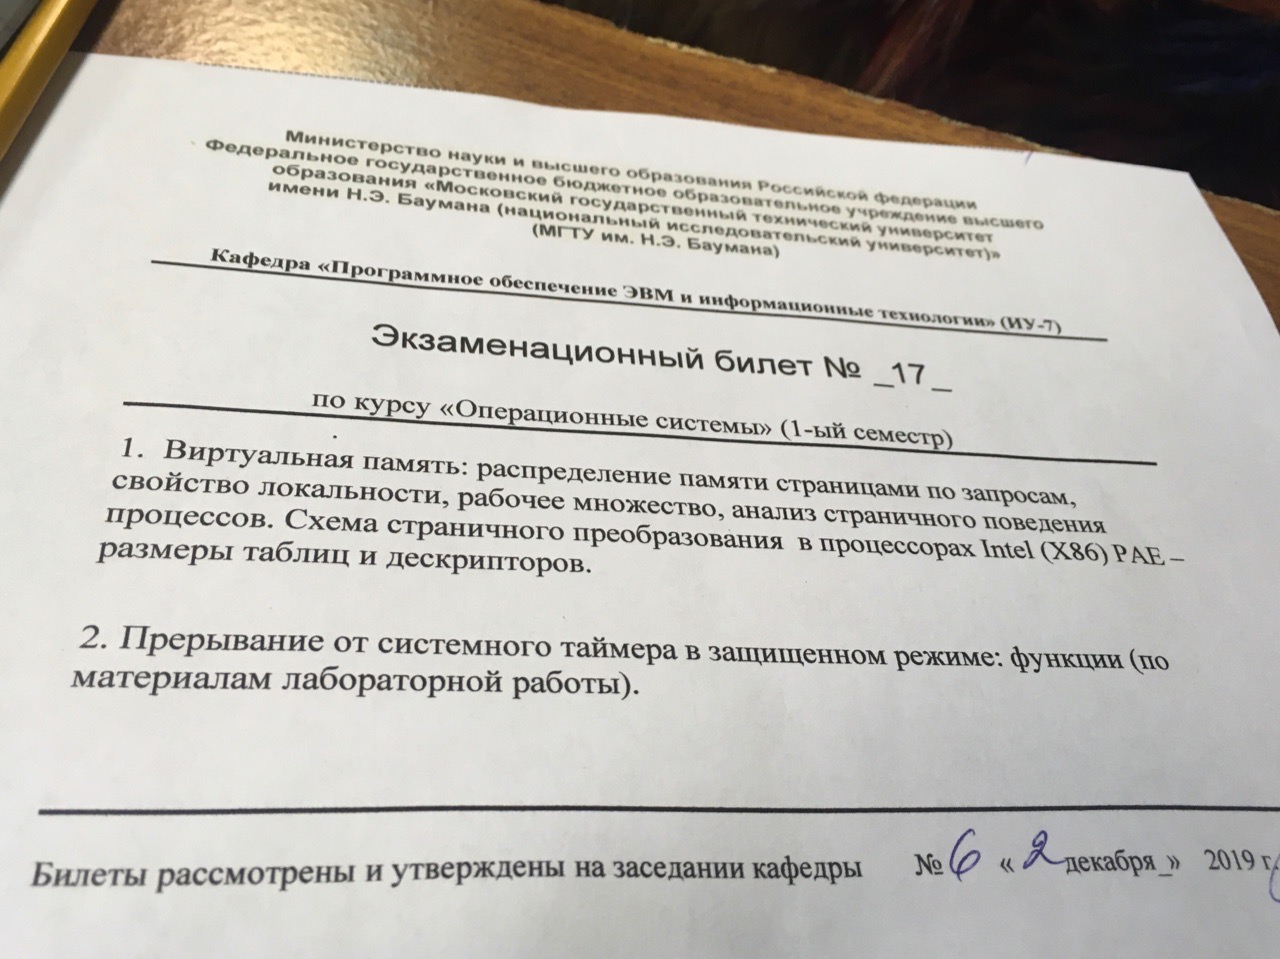 Министерство науки и высшего образования Российской федерации
Федеральное государственное бюджетное образовательное учреждение высшего
образования «Московский государственный технический университет
имени Н.Э. Баумана (национальный исследовательский университет)»
(МГТУ им. Н.Э. Баумана)
Кафедра «Программное обеспечение ЭВМ и информационные технологии» (ИУ-7)
Экзаменационный билет № _17_
по курсу «Операционные системы» (1-ый семестр)
1. Виртуальная память: распределение памяти страницами по запросам,
свойство локальности, рабочее множество, анализ страничного поведения
процессов. Схема страничного преобразования в процессорах Intel (X86) PAE –
размеры таблиц и дескрипторов.
2. Прерывание от системного таймера в защищенном режиме: функции (по
материалам лабораторной работы).
Билеты рассмотрены и утверждены на заседании кафедры № 6 « 2 декабря_» 2019 г.